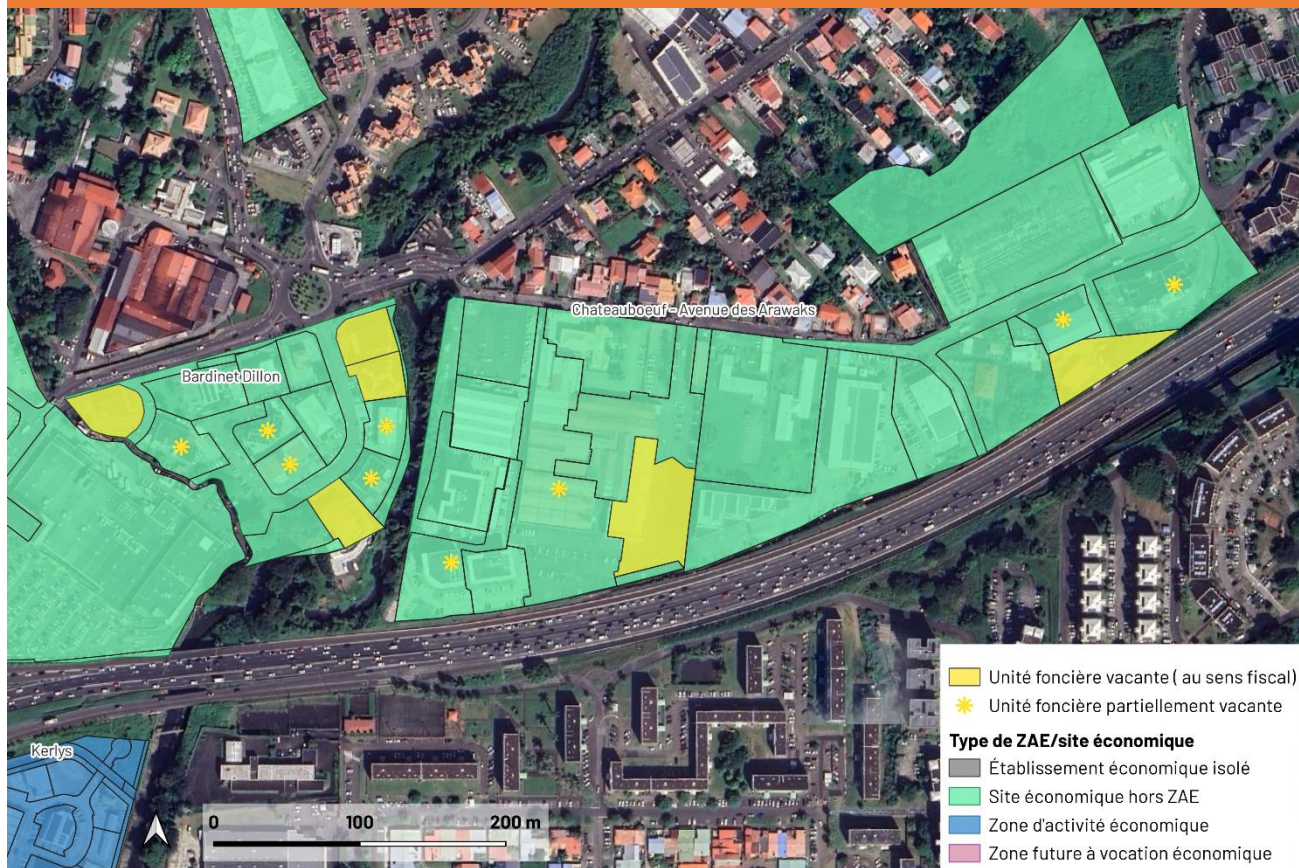 Chateauboeuf - Avenue des Arawaks
Bardinet Dillon
Kerlys
0 100 200 m
Unité foncière vacante ( au sens fiscal)
Unité foncière partiellement vacante
Type de ZAE/site économique
Établissement économique isolé
Site économique hors ZAE
Zone d'activité économique
Zone future à vocation économique